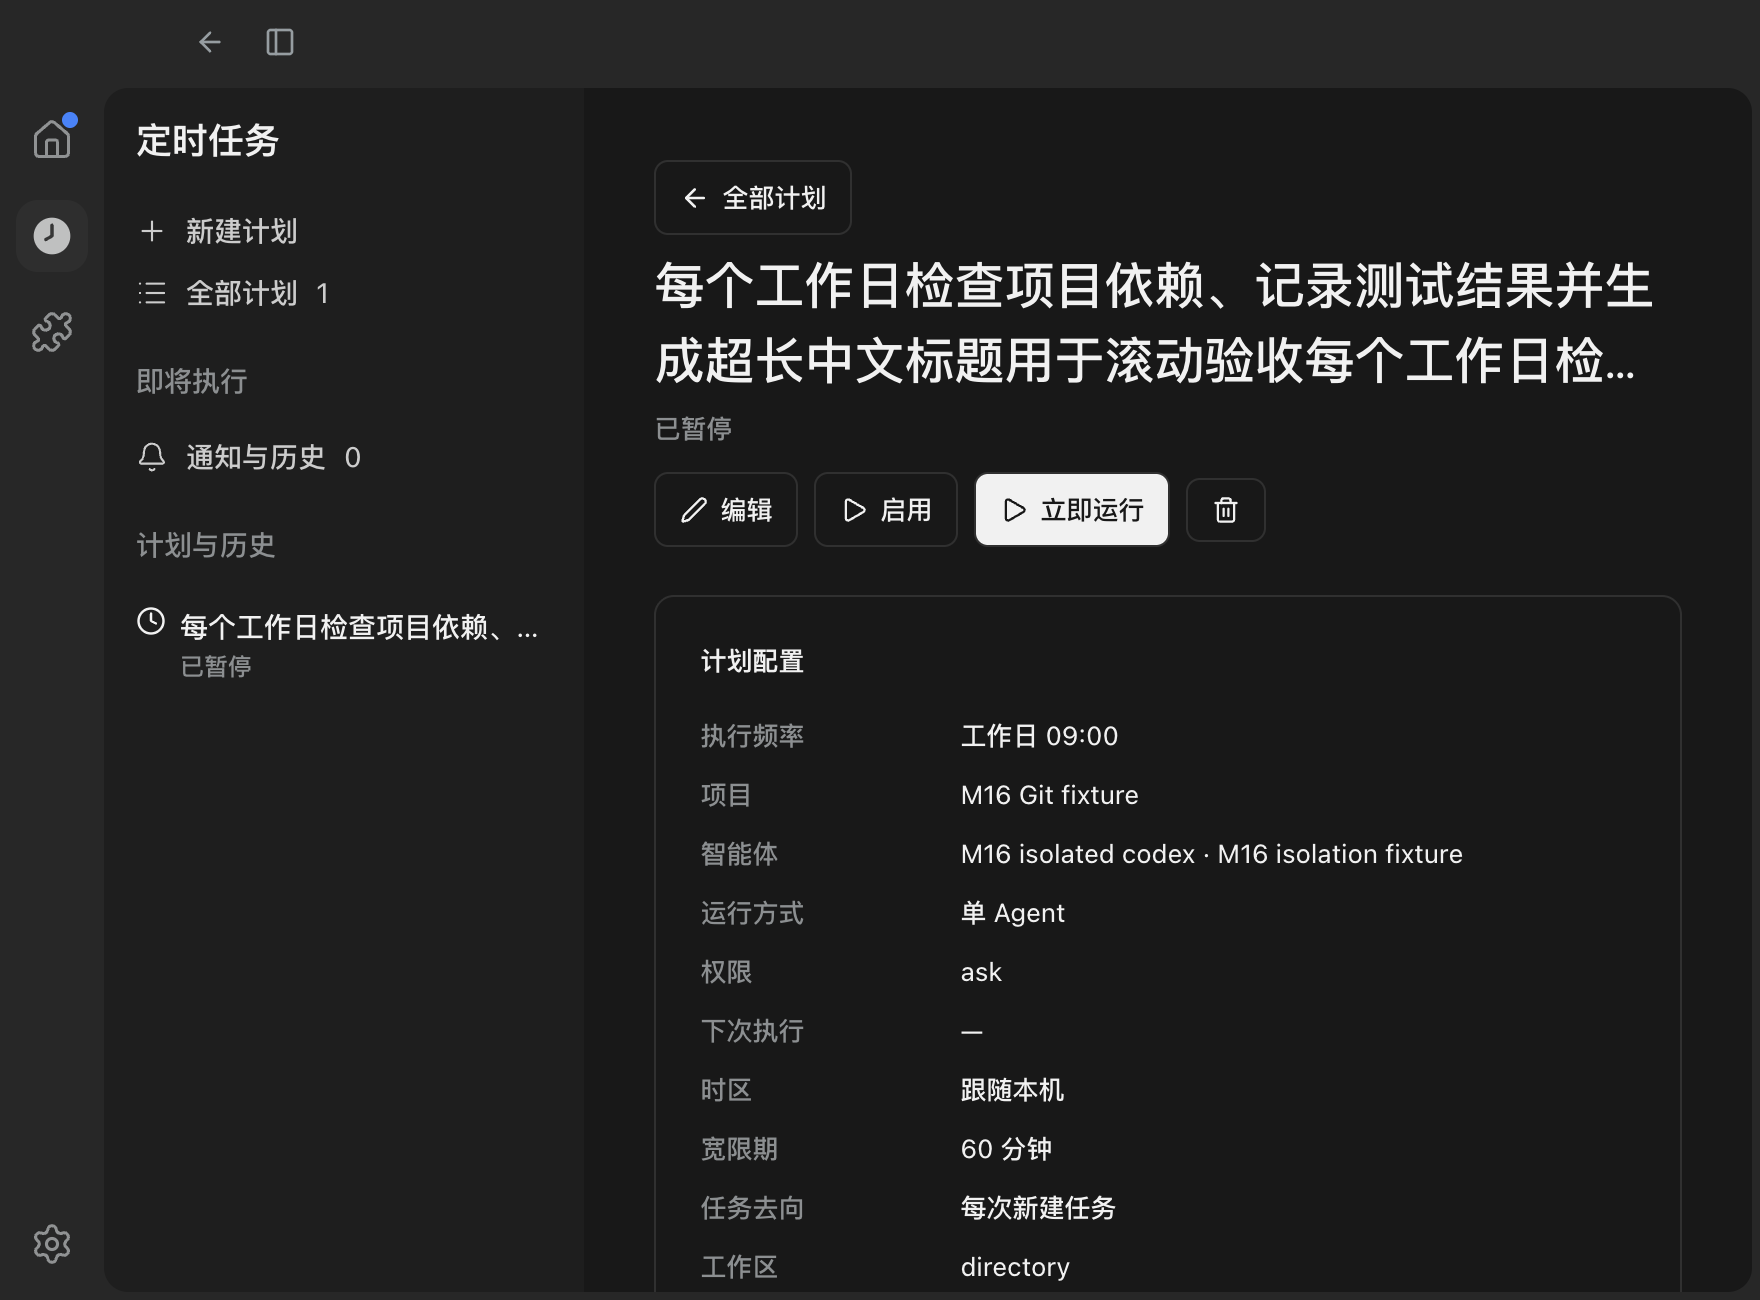 定时任务
新建计划
全部计划 1
即将执行
通知与历史 0
计划与历史
每个工作日检查项目依赖、...
已暂停
全部计划
每个工作日检查项目依赖、记录测试结果并生
成超长中文标题用于滚动验收每个工作日检...
已暂停
编辑
启用
立即运行
计划配置
执行频率 工作日 09:00
项目 M16 Git fixture
智能体 M16 isolated codex · M16 isolation fixture
运行方式 单 Agent
权限 ask
下次执行 —
时区 跟随本机
宽限期 60 分钟
任务去向 每次新建任务
工作区 directory